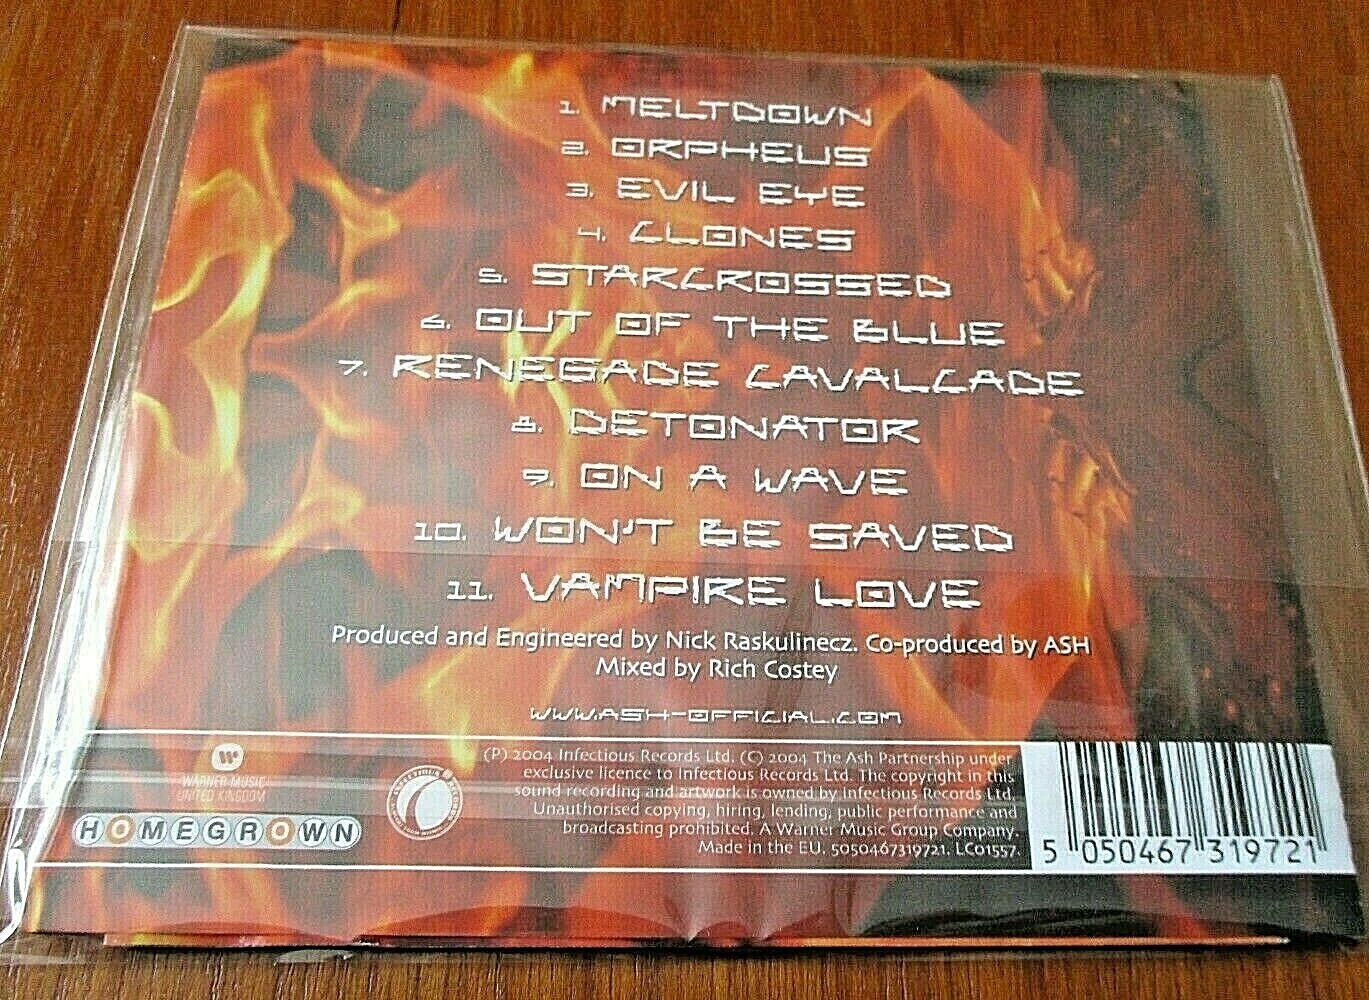 1. MELTDOWN
2. ORPHEUS
3. EVIL EYE
4. CLONES
5. STARCROSSED
6. OUT OF THE BLUE
7. RENEGADE CAVALCADE
8. DETONATOR
9. ON A WAVE
10. WON'T BE SAVED
11. VAMPIRE LOVE
Produced and Engineered by Nick Raskulinecz. Co-produced by ASH
Mixed by Rich Costey
WWW.ASH-OFFICIAL.COM
WARNER MUSIC
UNITED KINGDOM
HOMEGROWN
INFECTIOUS RECORDS
(P) 2004 Infectious Records Ltd. (C) 2004 The Ash Partnership under
exclusive licence to Infectious Records Ltd. The copyright in this
sound recording and artwork is owned by Infectious Records Ltd.
Unauthorised copying, hiring, lending, public performance and
broadcasting prohibited. A Warner Music Group Company.
Made in the EU. 5050467319721. LC01557.
5 050467 319721